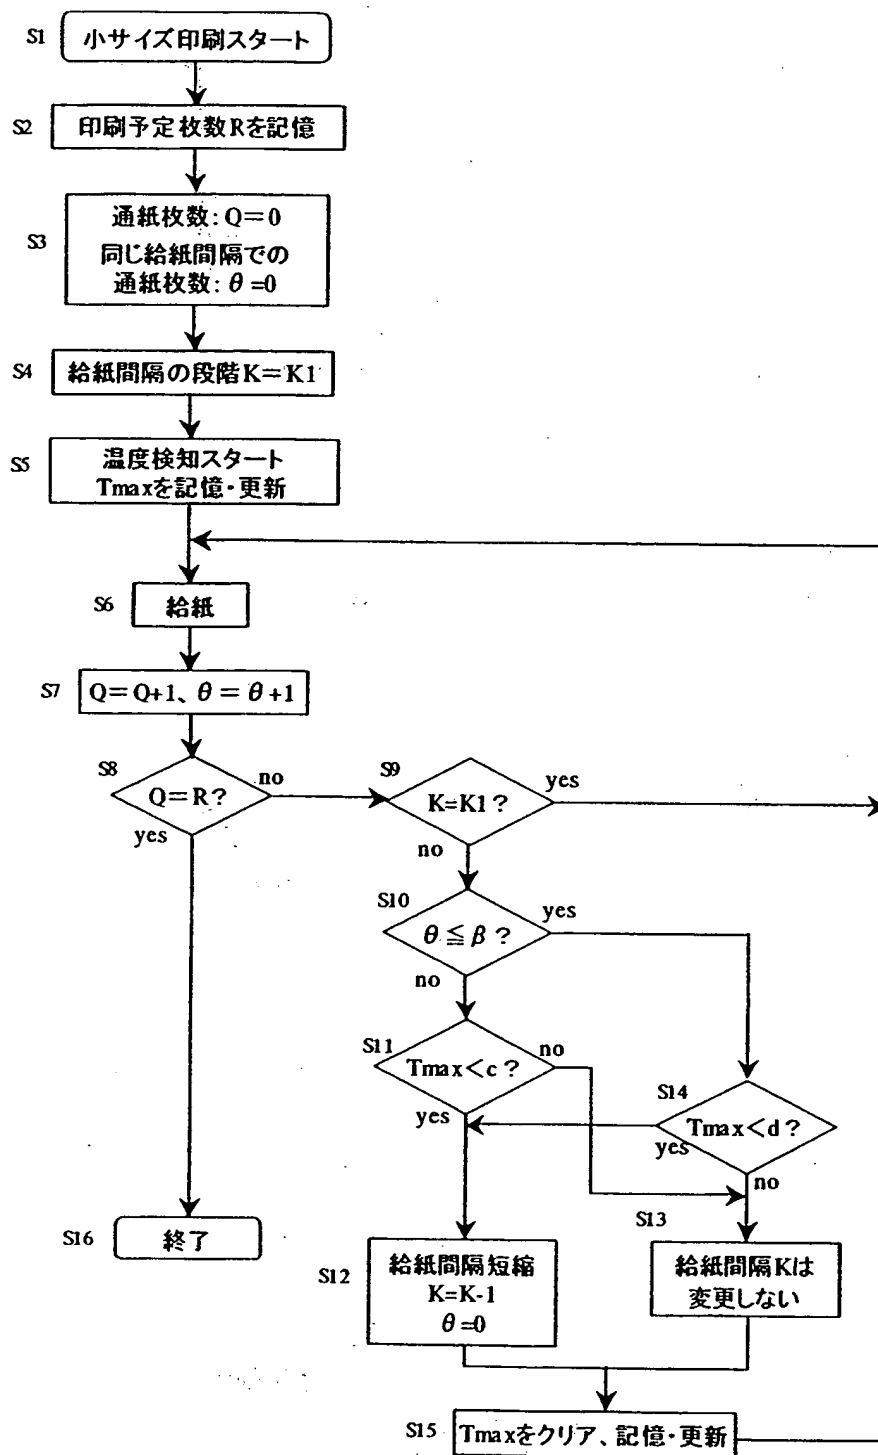 S1 小サイズ印刷スタート
S2 印刷予定枚数Rを記憶
S3
通紙枚数: Q＝0
同じ給紙間隔での
通紙枚数: θ=0
S4 給紙間隔の段階K＝K1
S5
温度検知スタート
Tmaxを記憶・更新
S6 給紙
S7 Q＝Q+1、θ＝θ+1
S8 Q＝R？
no
yes
S9 K=K1？
yes
no
S10 θ≦β？
yes
no
S11 Tmax＜c？
no
yes
S14 Tmax＜d？
yes
no
S16 終了
S12
給紙間隔短縮
K=K-1
θ=0
S13
給紙間隔Kは
変更しない
S15 Tmaxをクリア、記憶・更新